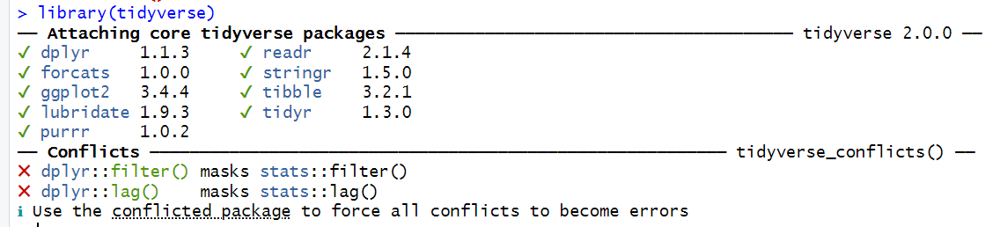 > library(tidyverse)
── Attaching core tidyverse packages ──────────────────────────────────────── tidyverse 2.0.0 ──
✔ dplyr     1.1.3     ✔ readr     2.1.4
✔ forcats   1.0.0     ✔ stringr   1.5.0
✔ ggplot2   3.4.4     ✔ tibble    3.2.1
✔ lubridate 1.9.3     ✔ tidyr     1.3.0
✔ purrr     1.0.2
── Conflicts ────────────────────────────────────────────────────────── tidyverse_conflicts() ──
✖ dplyr::filter() masks stats::filter()
✖ dplyr::lag()    masks stats::lag()
ℹ Use the conflicted package to force all conflicts to become errors